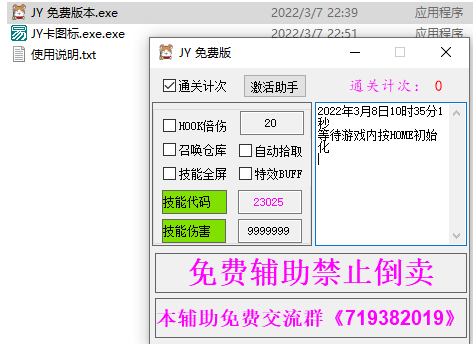 JY 免费版本.exe 2022/3/7 22:39 应用程序
JY卡图标.exe.exe 2022/3/7 22:51 应用程序
使用说明.txt
JY 免费版
通关计次 激活助手 通关计次： 0
HOOK倍伤 20
召唤仓库 自动拾取
技能全屏 特效BUFF
技能代码 23025
技能伤害 9999999
2022年3月8日10时35分1
秒
等待游戏内按HOME初始
化
免费辅助禁止倒卖
本辅助免费交流群《719382019》